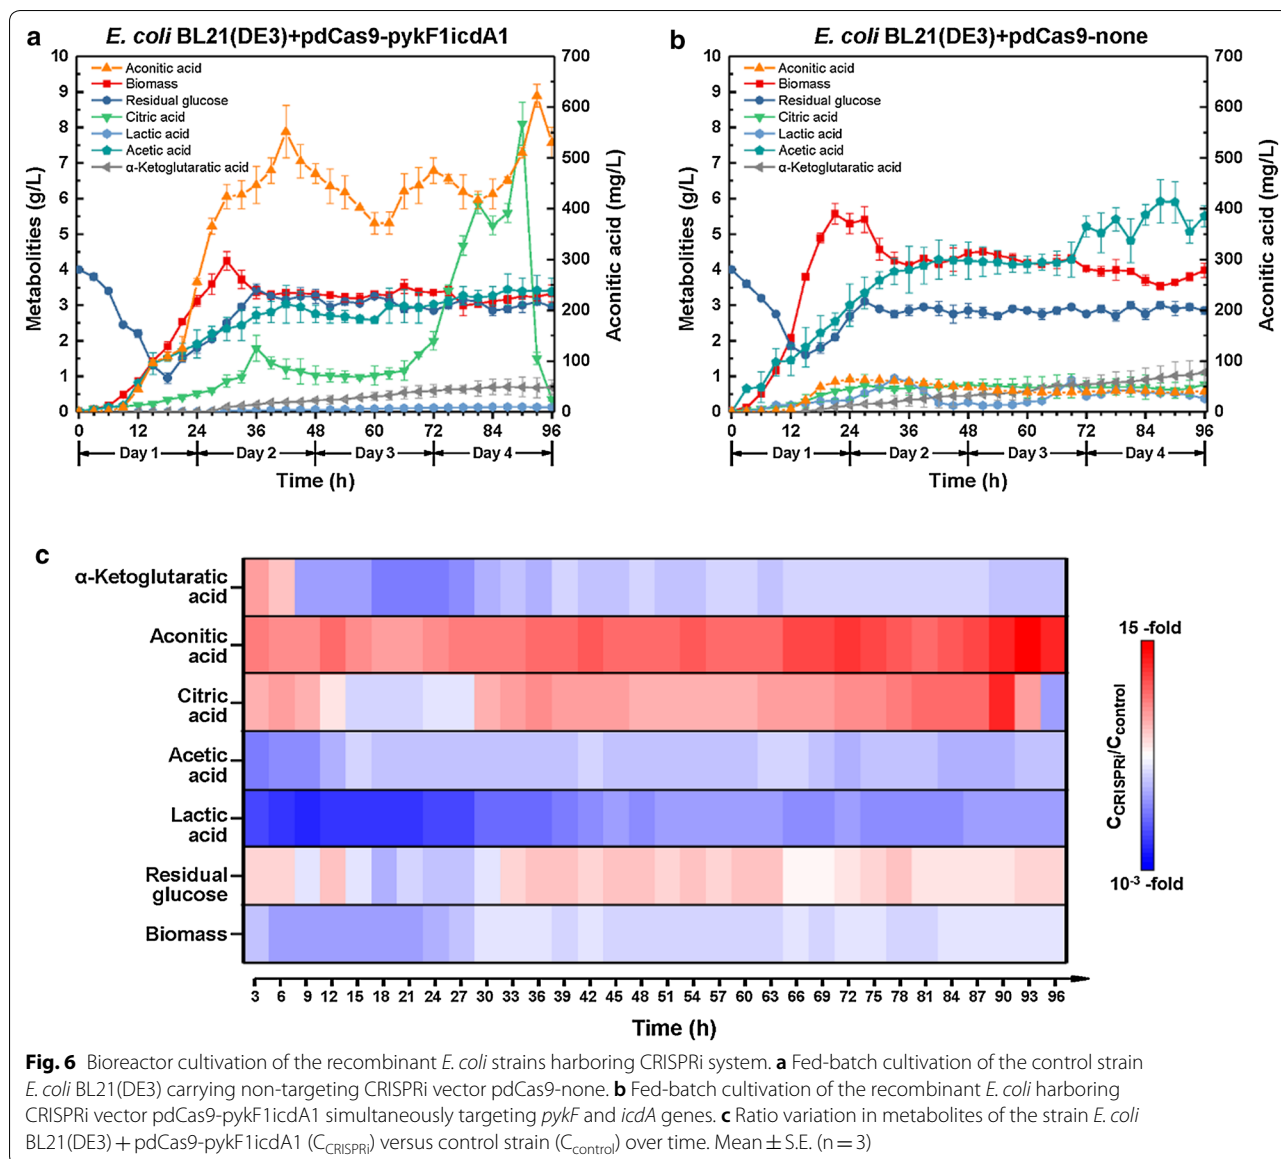 a
E. coli BL21(DE3)+pdCas9-pykF1icdA1
10
9
8
7
6
5
4
3
2
1
0
Metabolities (g/L)
Aconitic acid
Biomass
Residual glucose
Citric acid
Lactic acid
Acetic acid
α-Ketoglutaratic acid
700
600
500
400
300
200
100
0
Aconitic acid (mg/L)
0 12 24 36 48 60 72 84 96
Day 1 Day 2 Day 3 Day 4
Time (h)
b
E. coli BL21(DE3)+pdCas9-none
10
9
8
7
6
5
4
3
2
1
0
Metabolities (g/L)
Aconitic acid
Biomass
Residual glucose
Citric acid
Lactic acid
Acetic acid
α-Ketoglutaratic acid
700
600
500
400
300
200
100
0
Aconitic acid (mg/L)
0 12 24 36 48 60 72 84 96
Day 1 Day 2 Day 3 Day 4
Time (h)
c
α-Ketoglutaratic
acid
Aconitic
acid
Citric
acid
Acetic
acid
Lactic
acid
Residual
glucose
Biomass
3 6 9 12 15 18 21 24 27 30 33 36 39 42 45 48 51 54 57 60 63 66 69 72 75 78 81 84 87 90 93 96
Time (h)
15 -fold
C_CRISPRi/C_control
10⁻³ -fold
Fig. 6 Bioreactor cultivation of the recombinant E. coli strains harboring CRISPRi system. a Fed-batch cultivation of the control strain
E. coli BL21(DE3) carrying non-targeting CRISPRi vector pdCas9-none. b Fed-batch cultivation of the recombinant E. coli harboring
CRISPRi vector pdCas9-pykF1icdA1 simultaneously targeting pykF and icdA genes. c Ratio variation in metabolites of the strain E. coli
BL21(DE3) + pdCas9-pykF1icdA1 (C_CRISPRi) versus control strain (C_control) over time. Mean ± S.E. (n = 3)